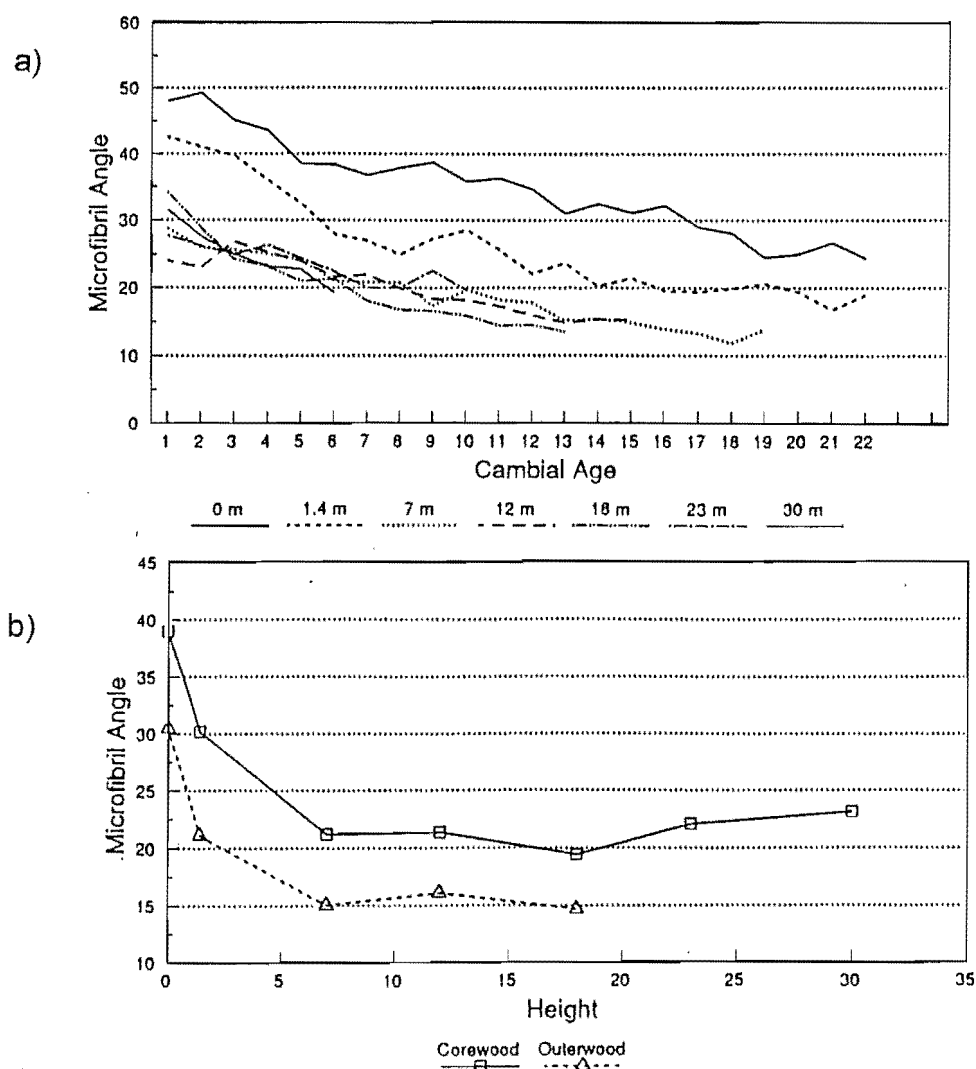 a)
60
50
40
30
20
10
0
Microfibril Angle
1 2 3 4 5 6 7 8 9 10 11 12 13 14 15 16 17 18 19 20 21 22
Cambial Age
0 m 1.4 m 7 m 12 m 18 m 23 m 30 m
b)
45
40
35
30
25
20
15
10
Microfibril Angle
0 5 10 15 20 25 30 35
Height
Corewood Outerwood